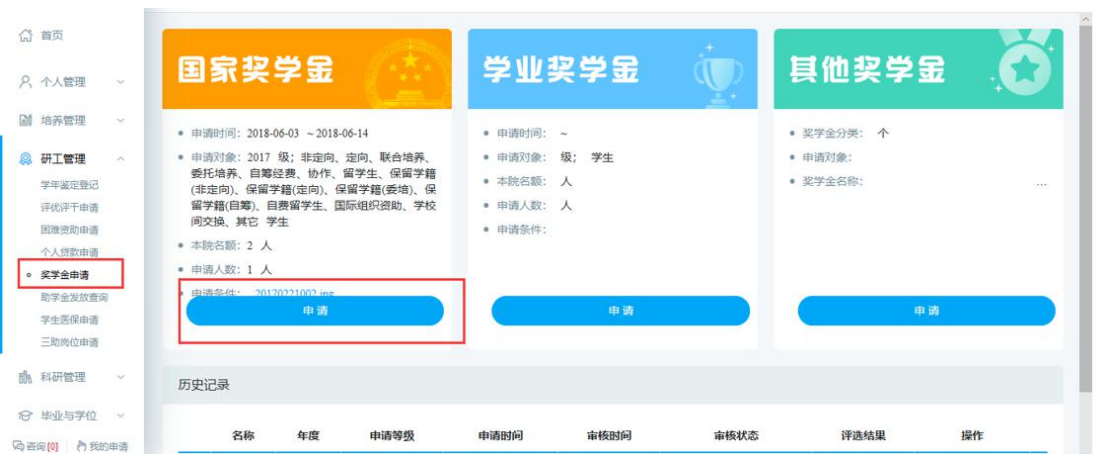 首页
个人管理
培养管理
研工管理
学年鉴定登记
评优评干申请
困难资助申请
个人贷款申请
奖学金申请
助学金发放查询
学生医保申请
三助岗位申请
科研管理
毕业与学位
咨询[0] 我的申请
国家奖学金
申请时间：2018-06-03 ~2018-06-14
申请对象：2017 级；非定向、定向、联合培养、
委托培养、自筹经费、协作、留学生、保留学籍
(非定向)、保留学籍(定向)、保留学籍(委培)、保
留学籍(自筹)、自费留学生、国际组织资助、学校
间交换、其它 学生
本院名额：2 人
申请人数：1 人
申请条件： 20170221002.jpg
申请
学业奖学金
申请时间： ~
申请对象： 级； 学生
本院名额： 人
申请人数： 人
申请条件：
申请
其他奖学金
奖学金分类： 个
申请对象：
奖学金名称： ...
申请
历史记录
名称 年度 申请等级 申请时间 审核时间 审核状态 评选结果 操作